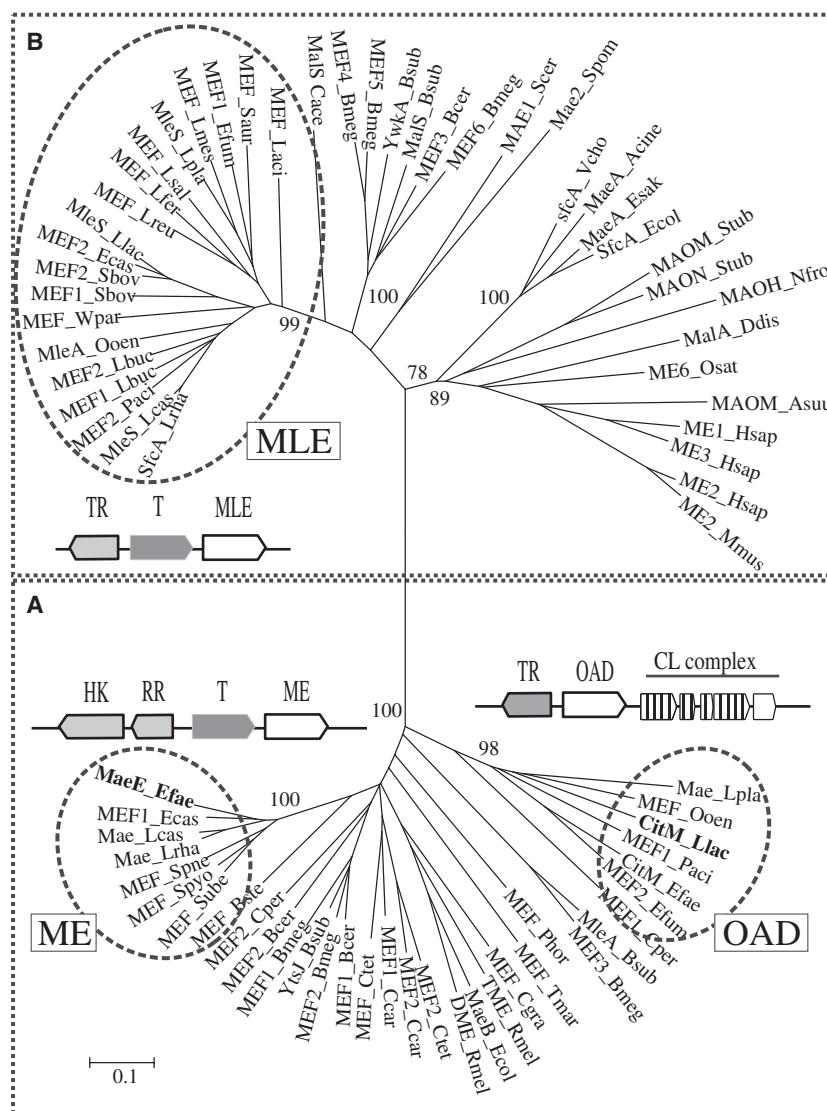 B
MEF_Laci
MEF_Saur
MEF1_Efum
MEF_Lmes
MleS_Lpla
MEF_Lsal
MEF_Lfer
MEF_Lreu
MleS_Llac
MEF2_Ecas
MEF2_Sbov
MEF1_Sbov
MEF_Wpar
MleA_Ooen
MEF2_Lbuc
MEF1_Lbuc
MEF2_Paci
MleS_Lcas
SfcA_Lrha
MalS Cace
MEF4_Bmeg
MEF5_Bmeg
YwkA_Bsub
MalS_Bsub
MEF3_Bcer
MEF6_Bmeg
MAE1_Scer
Mae2_Spom
sfcA_Vcho
MaeA_Acine
MaeA_Esak
SfcA_Ecol
MAOM_Stub
MAON_Stub
MAOH_Nfro
MalA_Ddis
ME6_Osat
MAOM_Asuu
ME1_Hsap
ME3_Hsap
ME2_Hsap
ME2_Mmus
99
100
100
78
89
MLE
TR T MLE
A
HK RR T ME
TR OAD CL complex
100
98
100
MaeE_Efae
MEF1_Ecas
Mae_Lcas
Mae_Lrha
MEF_Spne
MEF_Spyo
MEF_Sube
MEF_Bste
MEF2_Cper
MEF2_Bcer
MEF1_Bmeg
YtsJ_Bsub
MEF2_Bmeg
MEF1_Bcer
MEF_Ctet
MEF1_Ccar
MEF2_Ccar
MEF2_Ctet
DME_Rmel
MaeB_Ecol
TME_Rmel
MEF_Cgra
MEF_Tmar
MEF_Phor
MEF3_Bmeg
MleA_Bsub
MEF1_Cper
MEF2_Efum
CitM_Efae
MEF1_Paci
CitM_Llac
MEF_Ooen
Mae_Lpla
ME
OAD
0.1